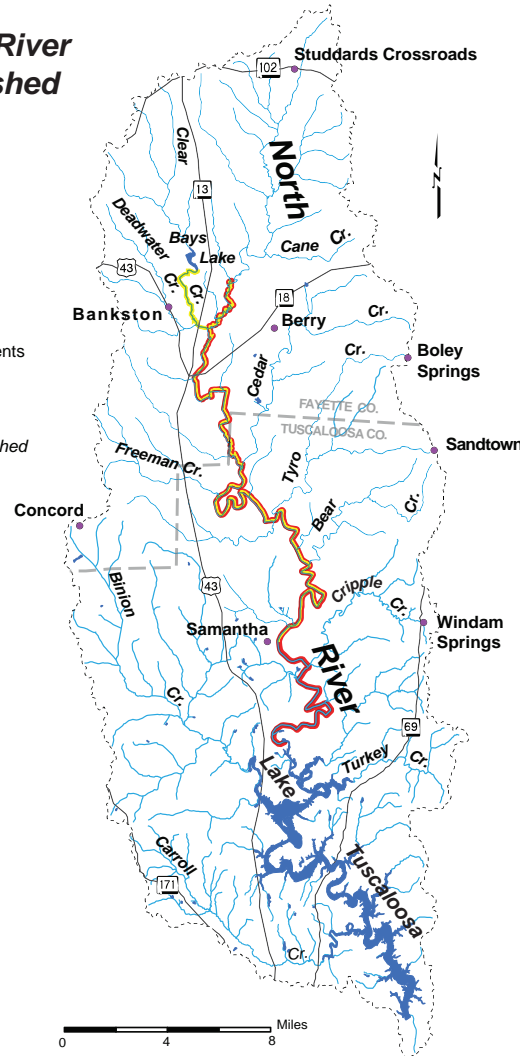 River
shed
Studdards Crossroads
102
Clear
North
13
Deadwater
Cr.
Bays
Lake
Cr.
Cane Cr.
43
18
Bankston
Berry
Cr.
ents
Cr.
Boley
Springs
Cedar
FAYETTE CO.
TUSCALOOSA CO.
hed
Sandtown
Freeman Cr.
Tyro
Bear
Cr.
Concord
Binion
43
Cripple
Cr.
Samantha
Windam
Springs
River
Cr.
69
Turkey
Cr.
Lake
Tuscaloosa
Carroll
171
Cr.
N
Miles
0 4 8